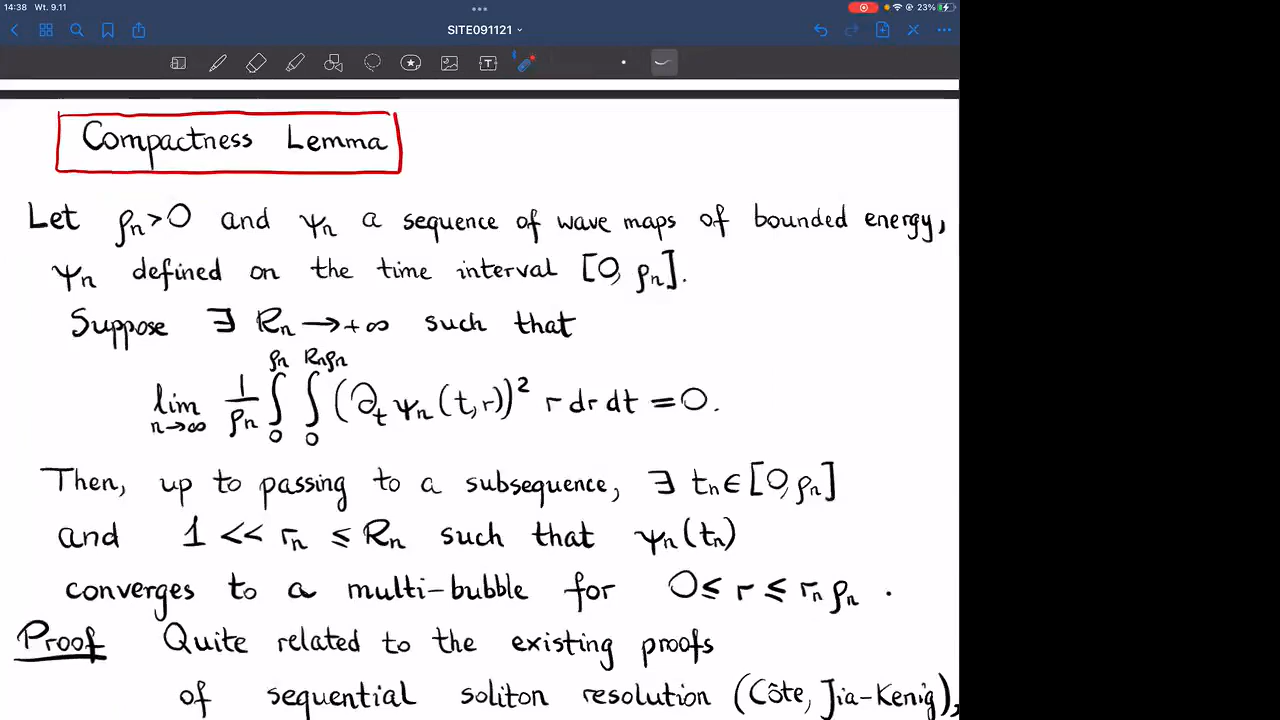 14:38 Wt. 9.11
23%
SITE091121
Compactness Lemma
Let ρₙ>0 and ψₙ a sequence of wave maps of bounded energy,
ψₙ defined on the time interval [0, ρₙ].
Suppose ∃ Rₙ → +∞ such that
lim_{n→∞} 1/ρₙ ∫₀^{ρₙ} ∫₀^{Rₙρₙ} (∂ₜ ψₙ(t,r))² r dr dt = 0.
Then, up to passing to a subsequence, ∃ tₙ ∈ [0, ρₙ]
and 1 << rₙ ≤ Rₙ such that ψₙ(tₙ)
converges to a multi-bubble for 0 ≤ r ≤ rₙ ρₙ .
Proof Quite related to the existing proofs
of sequential soliton resolution (Côte, Jia-Kenig),